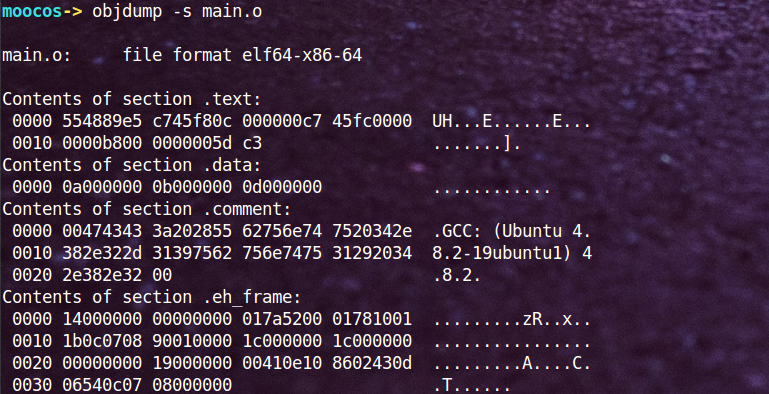 moocos-> objdump -s main.o
main.o:     file format elf64-x86-64
Contents of section .text:
 0000 554889e5 c745f80c 000000c7 45fc0000  UH...E......E...
 0010 0000b800 0000005d c3                 .......].
Contents of section .data:
 0000 0a000000 0b000000 0d000000           ............
Contents of section .comment:
 0000 00474343 3a202855 62756e74 7520342e  .GCC: (Ubuntu 4.
 0010 382e322d 31397562 756e7475 31292034  8.2-19ubuntu1) 4
 0020 2e382e32 00                          .8.2.
Contents of section .eh_frame:
 0000 14000000 00000000 017a5200 01781001  .........zR..x..
 0010 1b0c0708 90010000 1c000000 1c000000  ................
 0020 00000000 19000000 00410e10 8602430d  .........A....C.
 0030 06540c07 08000000                    .T......